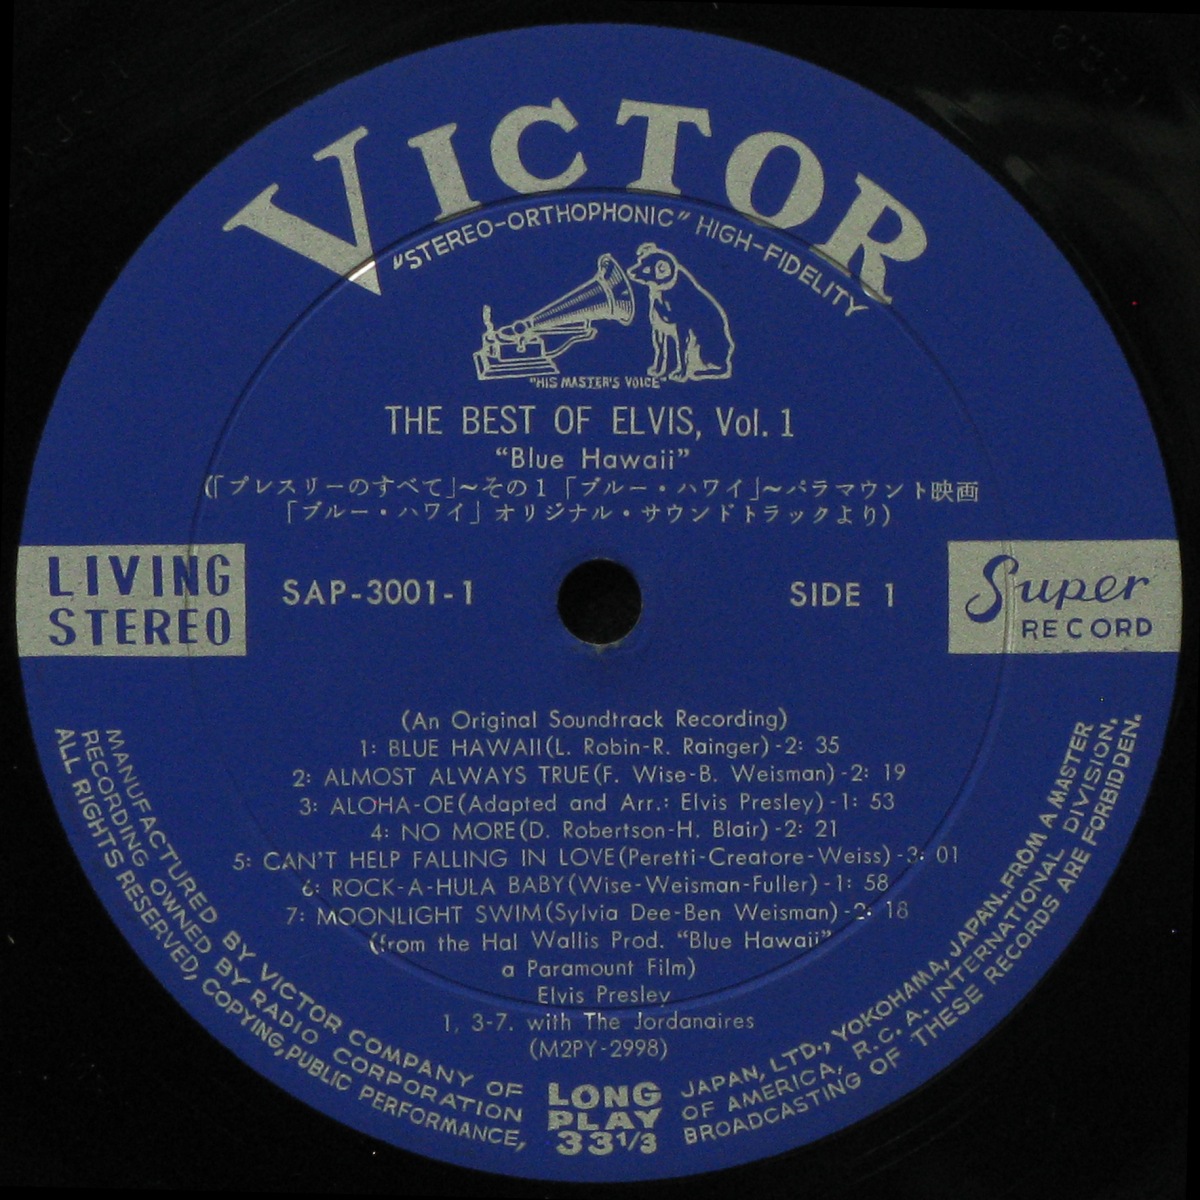 VICTOR
"STEREO-ORTHOPHONIC" HIGH-FIDELITY
"HIS MASTER'S VOICE"
THE BEST OF ELVIS, Vol. 1
“Blue Hawaii”
(「プレスリーのすべて」~その1「ブルー・ハワイ」~パラマウント映画
「ブルー・ハワイ」オリジナル・サウンドトラックより)
LIVING
STEREO
SAP-3001-1
SIDE 1
Super
RECORD
(An Original Soundtrack Recording)
1: BLUE HAWAII(L. Robin-R. Rainger)-2: 35
2: ALMOST ALWAYS TRUE(F. Wise-B. Weisman)-2: 19
3: ALOHA-OE(Adapted and Arr.: Elvis Presley)-1: 53
4: NO MORE(D. Robertson-H. Blair)-2: 21
5: CAN'T HELP FALLING IN LOVE(Peretti-Creatore-Weiss)-3: 01
6: ROCK-A-HULA BABY(Wise-Weisman-Fuller)-1: 58
7: MOONLIGHT SWIM(Sylvia Dee-Ben Weisman)-2: 18
(from the Hal Wallis Prod. “Blue Hawaii”
a Paramount Film)
Elvis Presley
1, 3-7. with The Jordanaires
(M2PY-2998)
LONG
PLAY
33 1/3
MANUFACTURED BY VICTOR COMPANY OF JAPAN, LTD., YOKOHAMA, JAPAN. FROM A MASTER
RECORDING OWNED BY RADIO CORPORATION OF AMERICA, R.C.A. INTERNATIONAL DIVISION.
ALL RIGHTS RESERVED, COPYING, PUBLIC PERFORMANCE, BROADCASTING OF THESE RECORDS ARE FORBIDDEN.